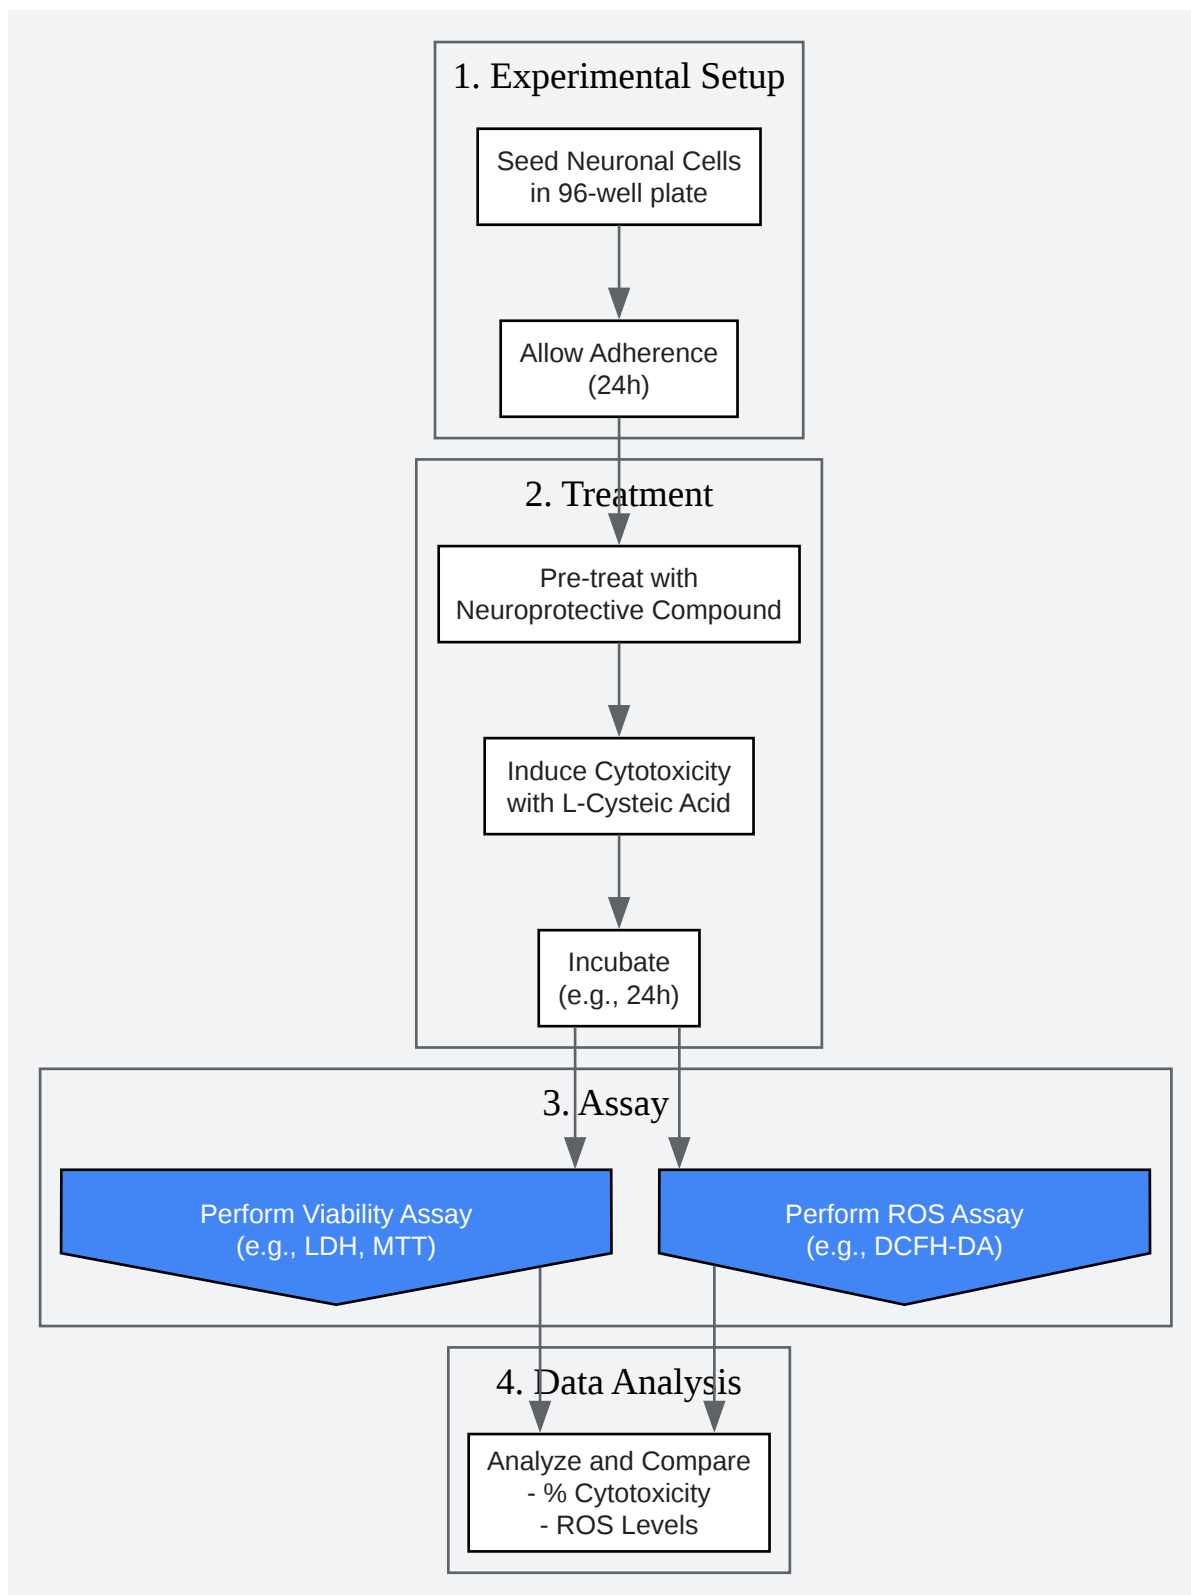 1. Experimental Setup
Seed Neuronal Cells
in 96-well plate
Allow Adherence
(24h)
2. Treatment
Pre-treat with
Neuroprotective Compound
Induce Cytotoxicity
with L-Cysteic Acid
Incubate
(e.g., 24h)
3. Assay
Perform Viability Assay
(e.g., LDH, MTT)
Perform ROS Assay
(e.g., DCFH-DA)
4. Data Analysis
Analyze and Compare
- % Cytotoxicity
- ROS Levels